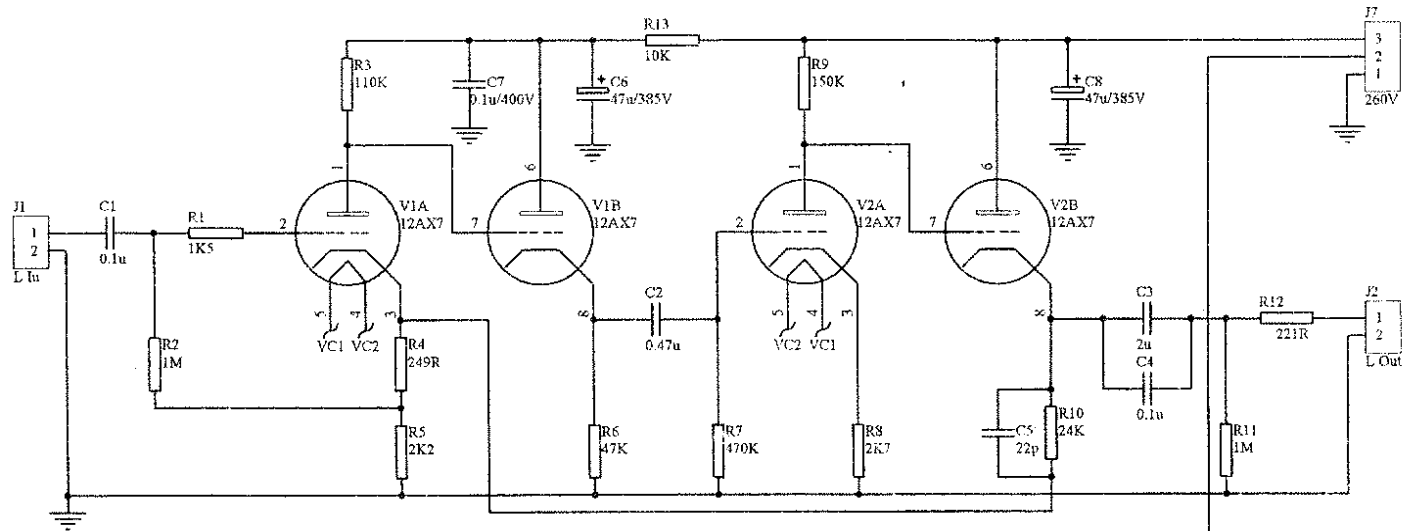 J7
R13
10K
3
2
1
260V
R3
110K
C7
0.1u/400V
C6
47u/385V
R9
150K
C8
47u/385V
1
6
1
6
J1
1
2
L In
C1
0.1u
R1
1K5
2
V1A
12AX7
7
V1B
12AX7
2
V2A
12AX7
7
V2B
12AX7
5
4
3
VC1
VC2
8
C2
0.47u
5
4
3
VC2
VC1
8
C3
2u
C4
0.1u
R12
221R
J2
1
2
L Out
R2
1M
R4
249R
R5
2K2
R6
47K
R7
470K
R8
2K7
C5
22p
R10
24K
R11
1M